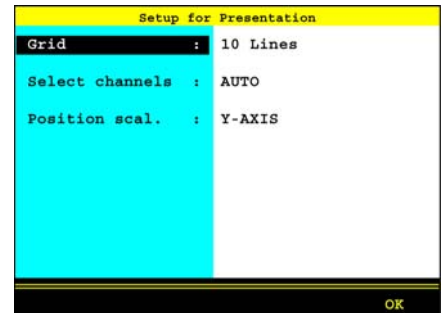 Setup for Presentation
Grid : 10 Lines
Select channels : AUTO
Position scal. : Y-AXIS
OK